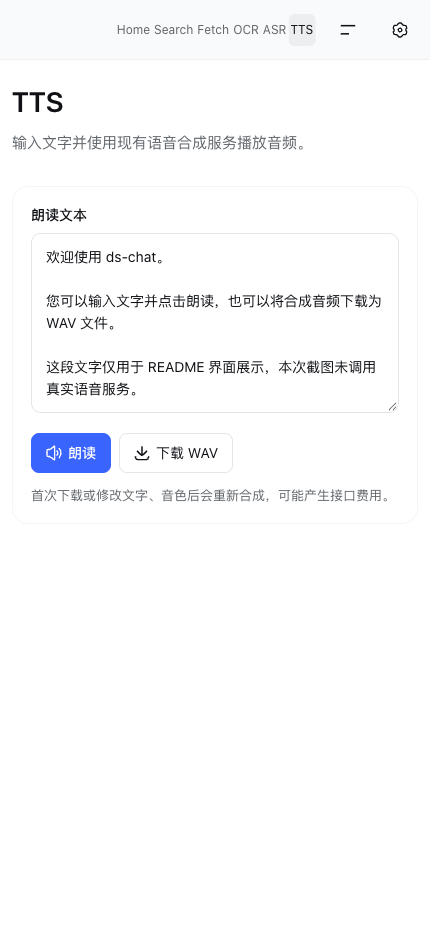 Home Search Fetch OCR ASR TTS
TTS
输入文字并使用现有语音合成服务播放音频。
朗读文本
欢迎使用 ds-chat。
您可以输入文字并点击朗读，也可以将合成音频下载为
WAV 文件。
这段文字仅用于 README 界面展示，本次截图未调用
真实语音服务。
朗读 下载 WAV
首次下载或修改文字、音色后会重新合成，可能产生接口费用。